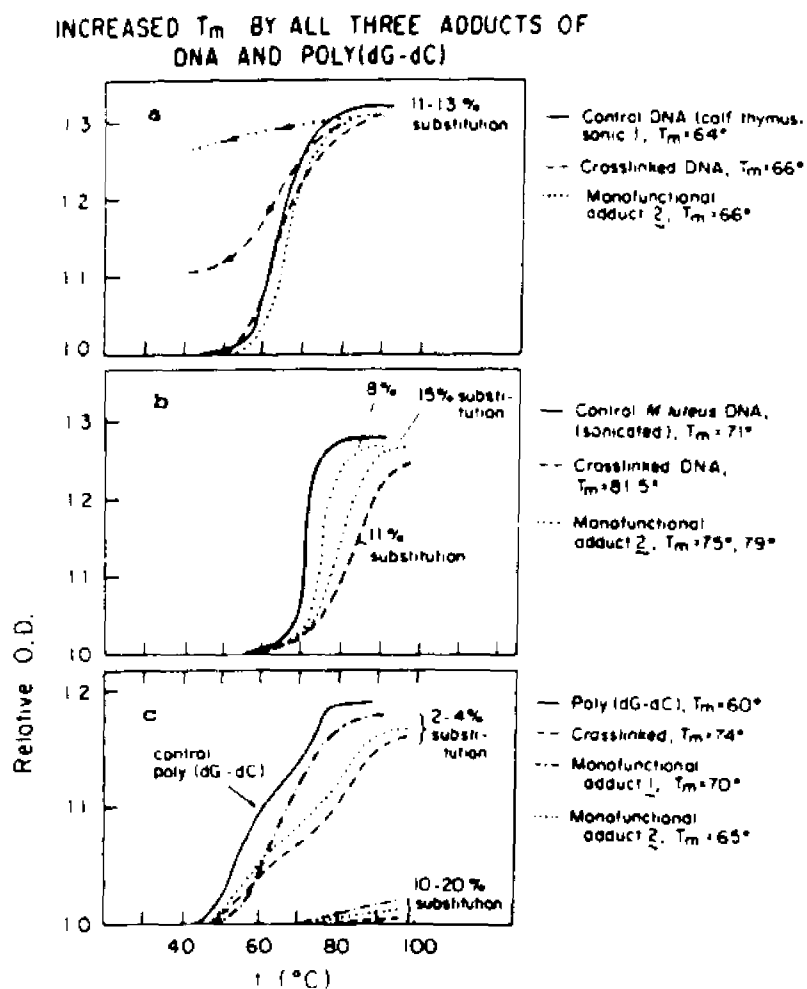 INCREASED Tm BY ALL THREE ADDUCTS OF
DNA AND POLY(dG-dC)
a
11-13%
substitution
Control DNA (calf thymus,
sonic.), Tm=64°
Crosslinked DNA, Tm=66°
Monofunctional
adduct 2, Tm=66°
1.3
1.2
1.1
1.0
b
8%
15% substi-
tution
11%
substitution
Control M luteus DNA,
(sonicated), Tm=71°
Crosslinked DNA,
Tm=81.5°
Monofunctional
adduct 2, Tm=75°, 79°
1.3
1.2
1.1
1.0
Relative O.D.
c
control
poly (dG-dC)
2-4%
substi-
tution
10-20%
substitution
Poly (dG-dC), Tm=60°
Crosslinked, Tm=74°
Monofunctional
adduct 1, Tm=70°
Monofunctional
adduct 2, Tm=65°
1.2
1.1
1.0
40 60 80 100
t (°C)